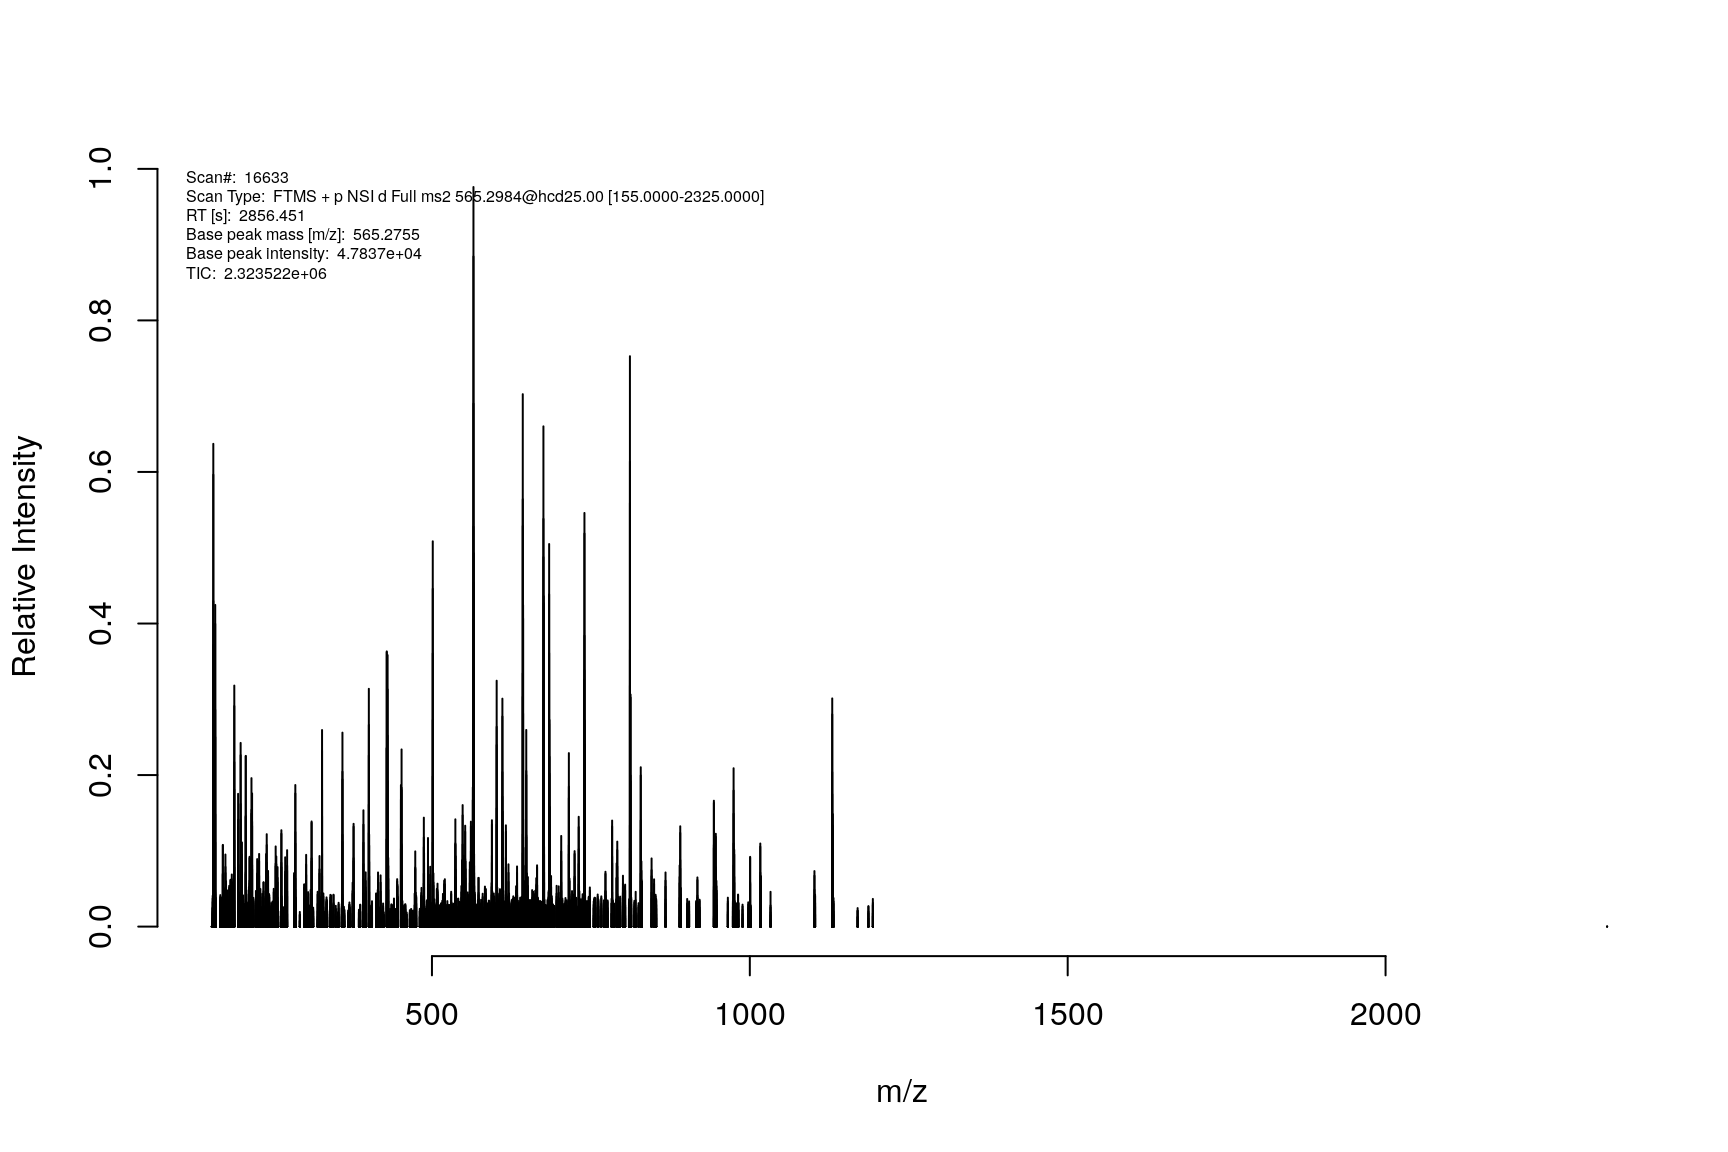 Scan#: 16633
Scan Type: FTMS + p NSI d Full ms2 565.2984@hcd25.00 [155.0000-2325.0000]
RT [s]: 2856.451
Base peak mass [m/z]: 565.2755
Base peak intensity: 4.7837e+04
TIC: 2.323522e+06
Relative Intensity
1.0
0.8
0.6
0.4
0.2
0.0
500 1000 1500 2000
m/z